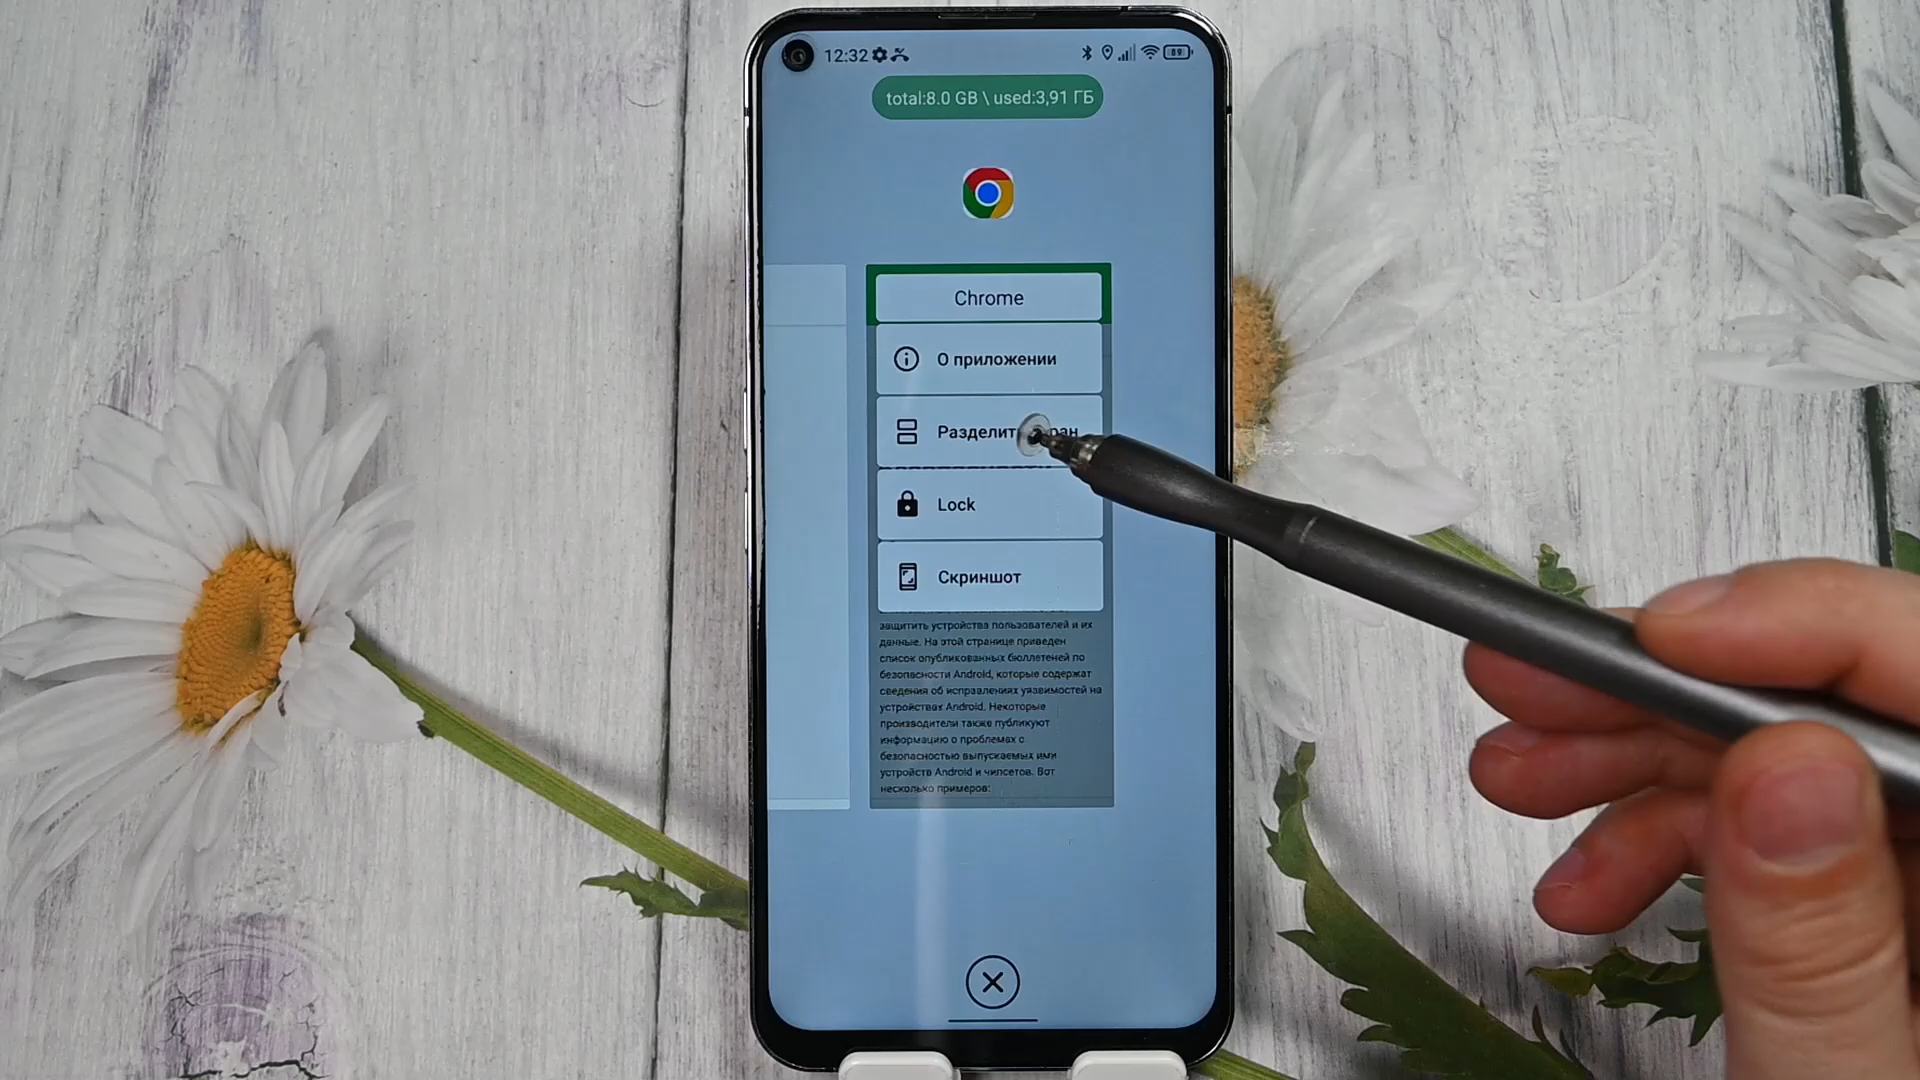 12:32
89
total:8.0 GB \ used:3,91 ГБ
Chrome
О приложении
Lock
Скриншот
защитить устройства пользователей и их
данные. На этой странице приведен
список опубликованных бюллетеней по
безопасности Android, которые содержат
сведения об исправлениях уязвимостей на
устройствах Android. Некоторые
производители также публикуют
информацию о проблемах с
безопасностью выпускаемых ими
устройств Android и чипсетов. Вот
несколько примеров: